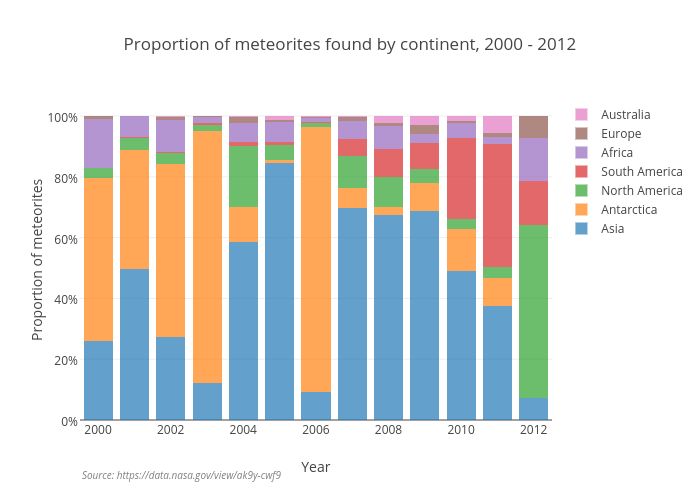 Proportion of meteorites found by continent, 2000 - 2012
Proportion of meteorites
100%
80%
60%
40%
20%
0%
2000
2002
2004
2006
2008
2010
2012
Year
Australia
Europe
Africa
South America
North America
Antarctica
Asia
Source: https://data.nasa.gov/view/ak9y-cwf9